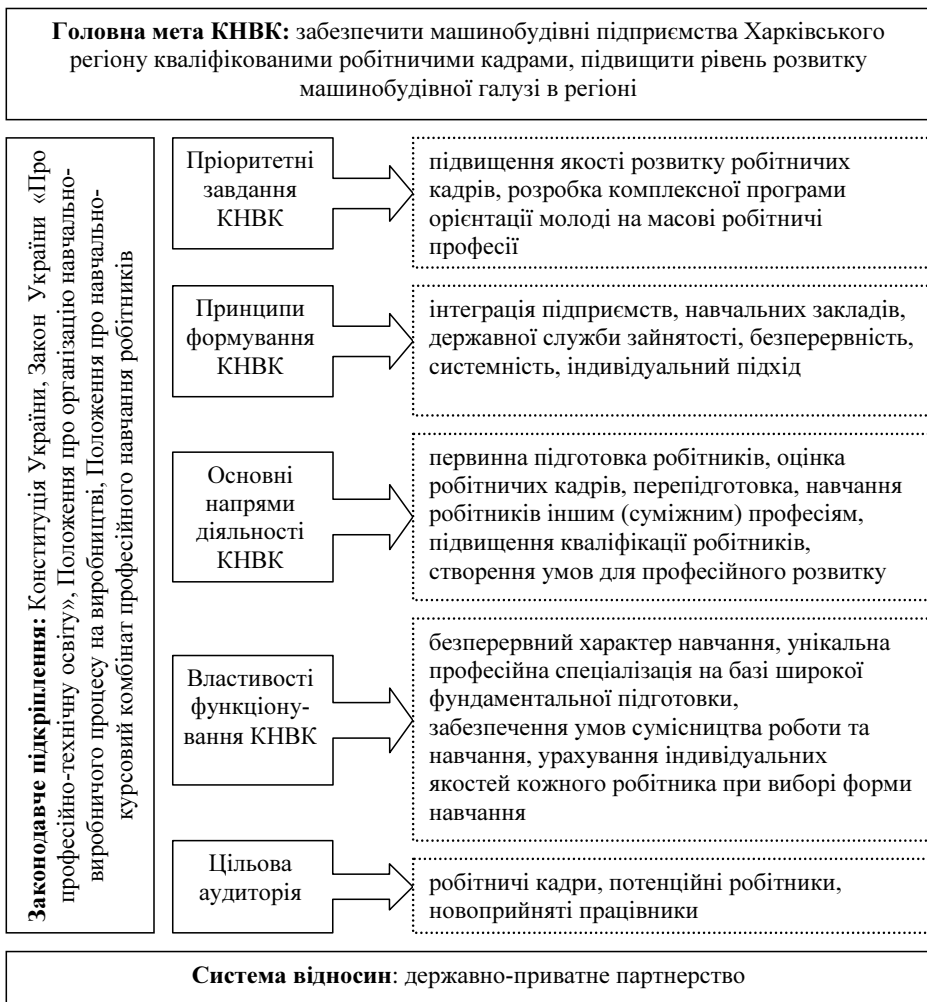 Головна мета КНВК: забезпечити машинобудівні підприємства Харківського
регіону кваліфікованими робітничими кадрами, підвищити рівень розвитку
машинобудівної галузі в регіоні
Законодавче підкріплення: Конституція України, Закон України «Про
професійно-технічну освіту», Положення про організацію навчально-
виробничого процесу на виробництві, Положення про навчально-
курсовий комбінат професійного навчання робітників
Пріоритетні
завдання
КНВК
підвищення якості розвитку робітничих
кадрів, розробка комплексної програми
орієнтації молоді на масові робітничі
професії
Принципи
формування
КНВК
інтеграція підприємств, навчальних закладів,
державної служби зайнятості, безперервність,
системність, індивідуальний підхід
Основні
напрями
діяльності
КНВК
первинна підготовка робітників, оцінка
робітничих кадрів, перепідготовка, навчання
робітників іншим (суміжним) професіям,
підвищення кваліфікації робітників,
створення умов для професійного розвитку
Властивості
функціону-
вання КНВК
безперервний характер навчання, унікальна
професійна спеціалізація на базі широкої
фундаментальної підготовки,
забезпечення умов сумісництва роботи та
навчання, урахування індивідуальних
якостей кожного робітника при виборі форми
навчання
Цільова
аудиторія
робітничі кадри, потенційні робітники,
новоприйняті працівники
Система відносин: державно-приватне партнерство